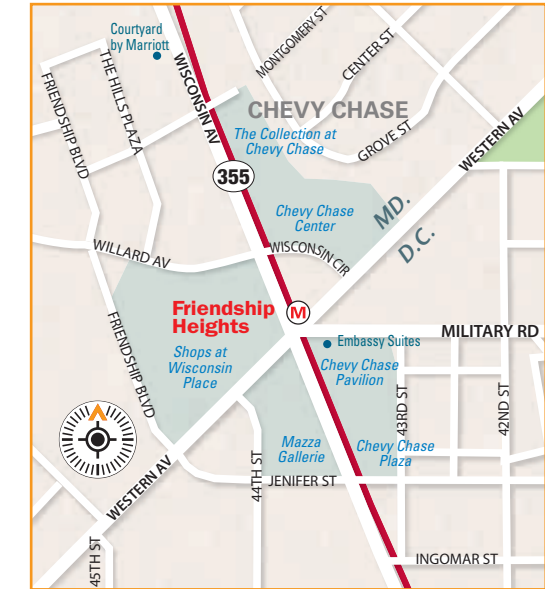 Courtyard
by Marriott
MONTGOMERY ST
CENTER ST
WISCONSIN AV
THE HILLS PLAZA
FRIENDSHIP BLVD
CHEVY CHASE
The Collection at
Chevy Chase
GROVE ST
WESTERN AV
355
Chevy Chase
Center
MD.
D.C.
WILLARD AV
WISCONSIN CIR
Friendship
Heights
M
MILITARY RD
Embassy Suites
Shops at
Wisconsin
Place
FRIENDSHIP BLVD
Chevy Chase
Pavilion
43RD ST
42ND ST
Mazza
Gallerie
Chevy Chase
Plaza
WESTERN AV
44TH ST
JENIFER ST
45TH ST
INGOMAR ST